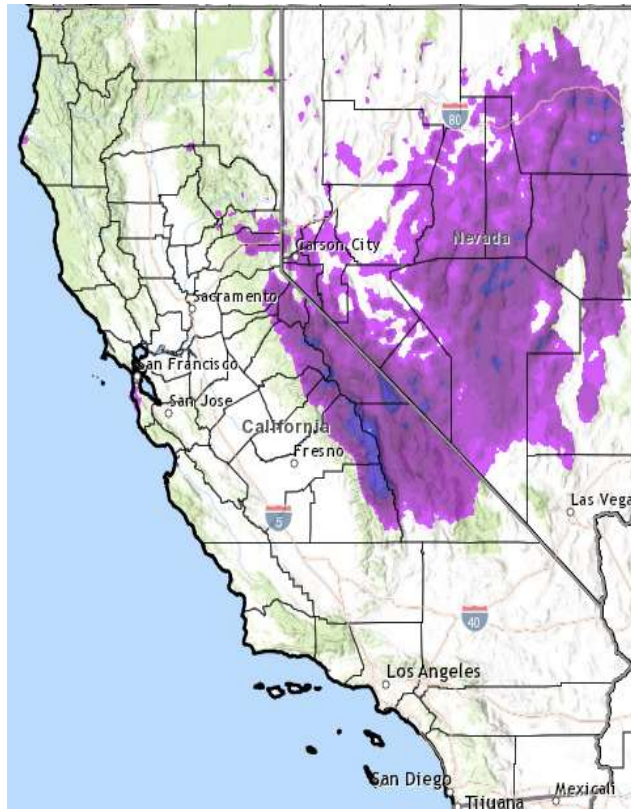 80
Carson City
Nevada
Sacramento
San Francisco
San Jose
California
Fresno
5
Las Vega
40
Los Angeles
San Diego
Tijuana
Mexicali